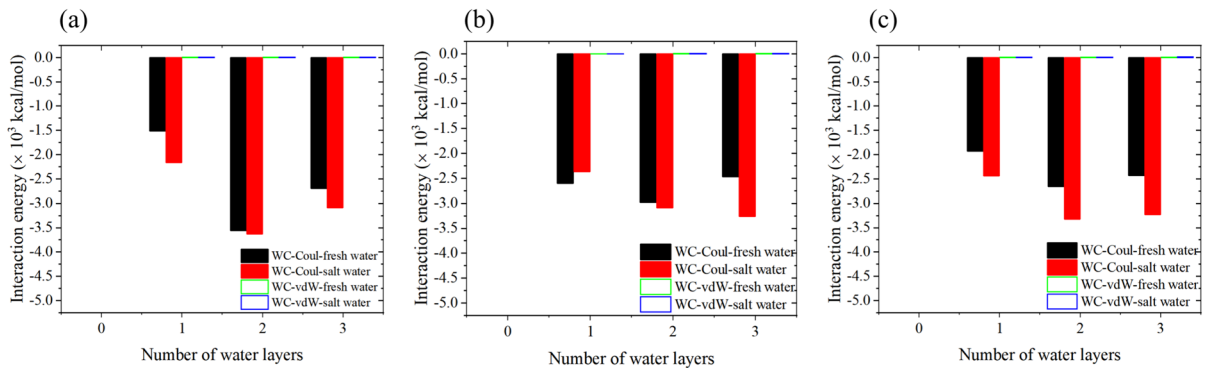 (a)
Interaction energy (× 10³ kcal/mol)
0.0
-0.5
-1.0
-1.5
-2.0
-2.5
-3.0
-3.5
-4.0
-4.5
-5.0
WC-Coul-fresh water
WC-Coul-salt water
WC-vdW-fresh water
WC-vdW-salt water
0 1 2 3
Number of water layers
(b)
Interaction energy (× 10³ kcal/mol)
0.0
-0.5
-1.0
-1.5
-2.0
-2.5
-3.0
-3.5
-4.0
-4.5
-5.0
WC-Coul-fresh water
WC-Coul-salt water
WC-vdW-fresh water
WC-vdW-salt water
0 1 2 3
Number of water layers
(c)
Interaction energy (× 10³ kcal/mol)
0.0
-0.5
-1.0
-1.5
-2.0
-2.5
-3.0
-3.5
-4.0
-4.5
-5.0
WC-Coul-fresh water
WC-Coul-salt water
WC-vdW-fresh water
WC-vdW-salt water
0 1 2 3
Number of water layers